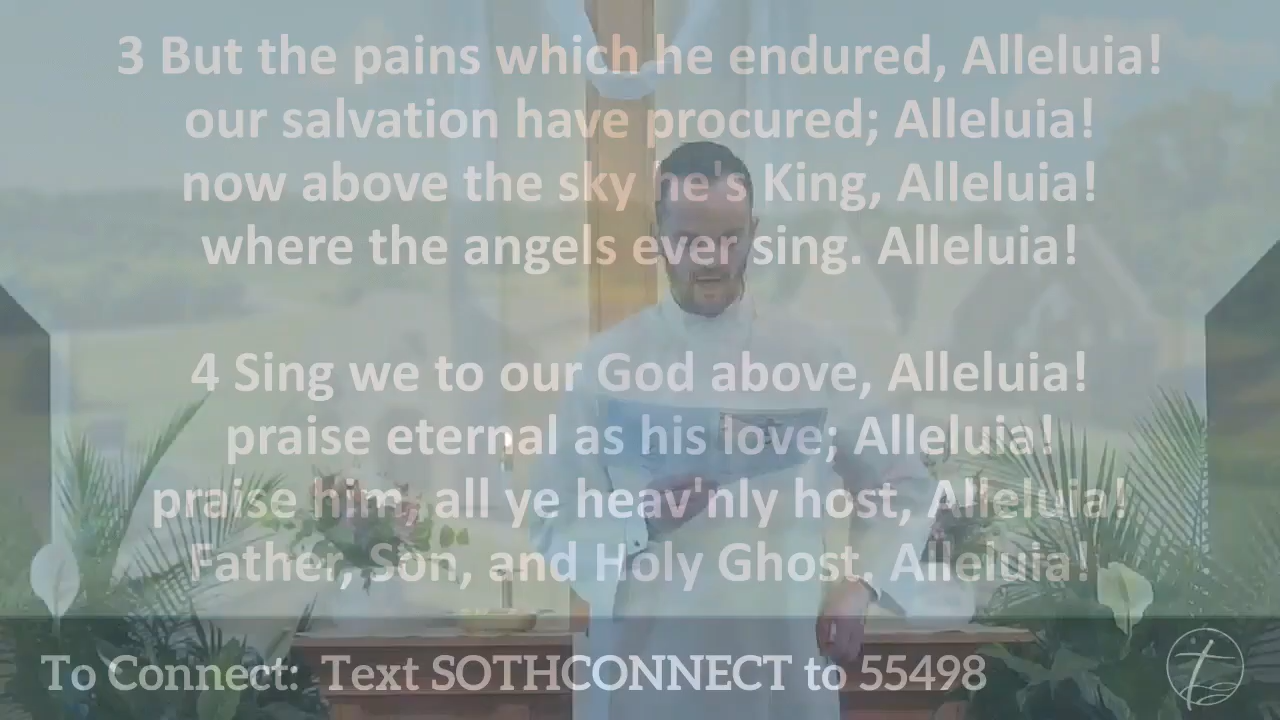 3 But the pains which he endured, Alleluia!
our salvation have procured; Alleluia!
now above the sky he's King, Alleluia!
where the angels ever sing. Alleluia!
4 Sing we to our God above, Alleluia!
praise eternal as his love; Alleluia!
praise him, all ye heav'nly host, Alleluia!
Father, Son, and Holy Ghost, Alleluia!
To Connect: Text SOTHCONNECT to 55498